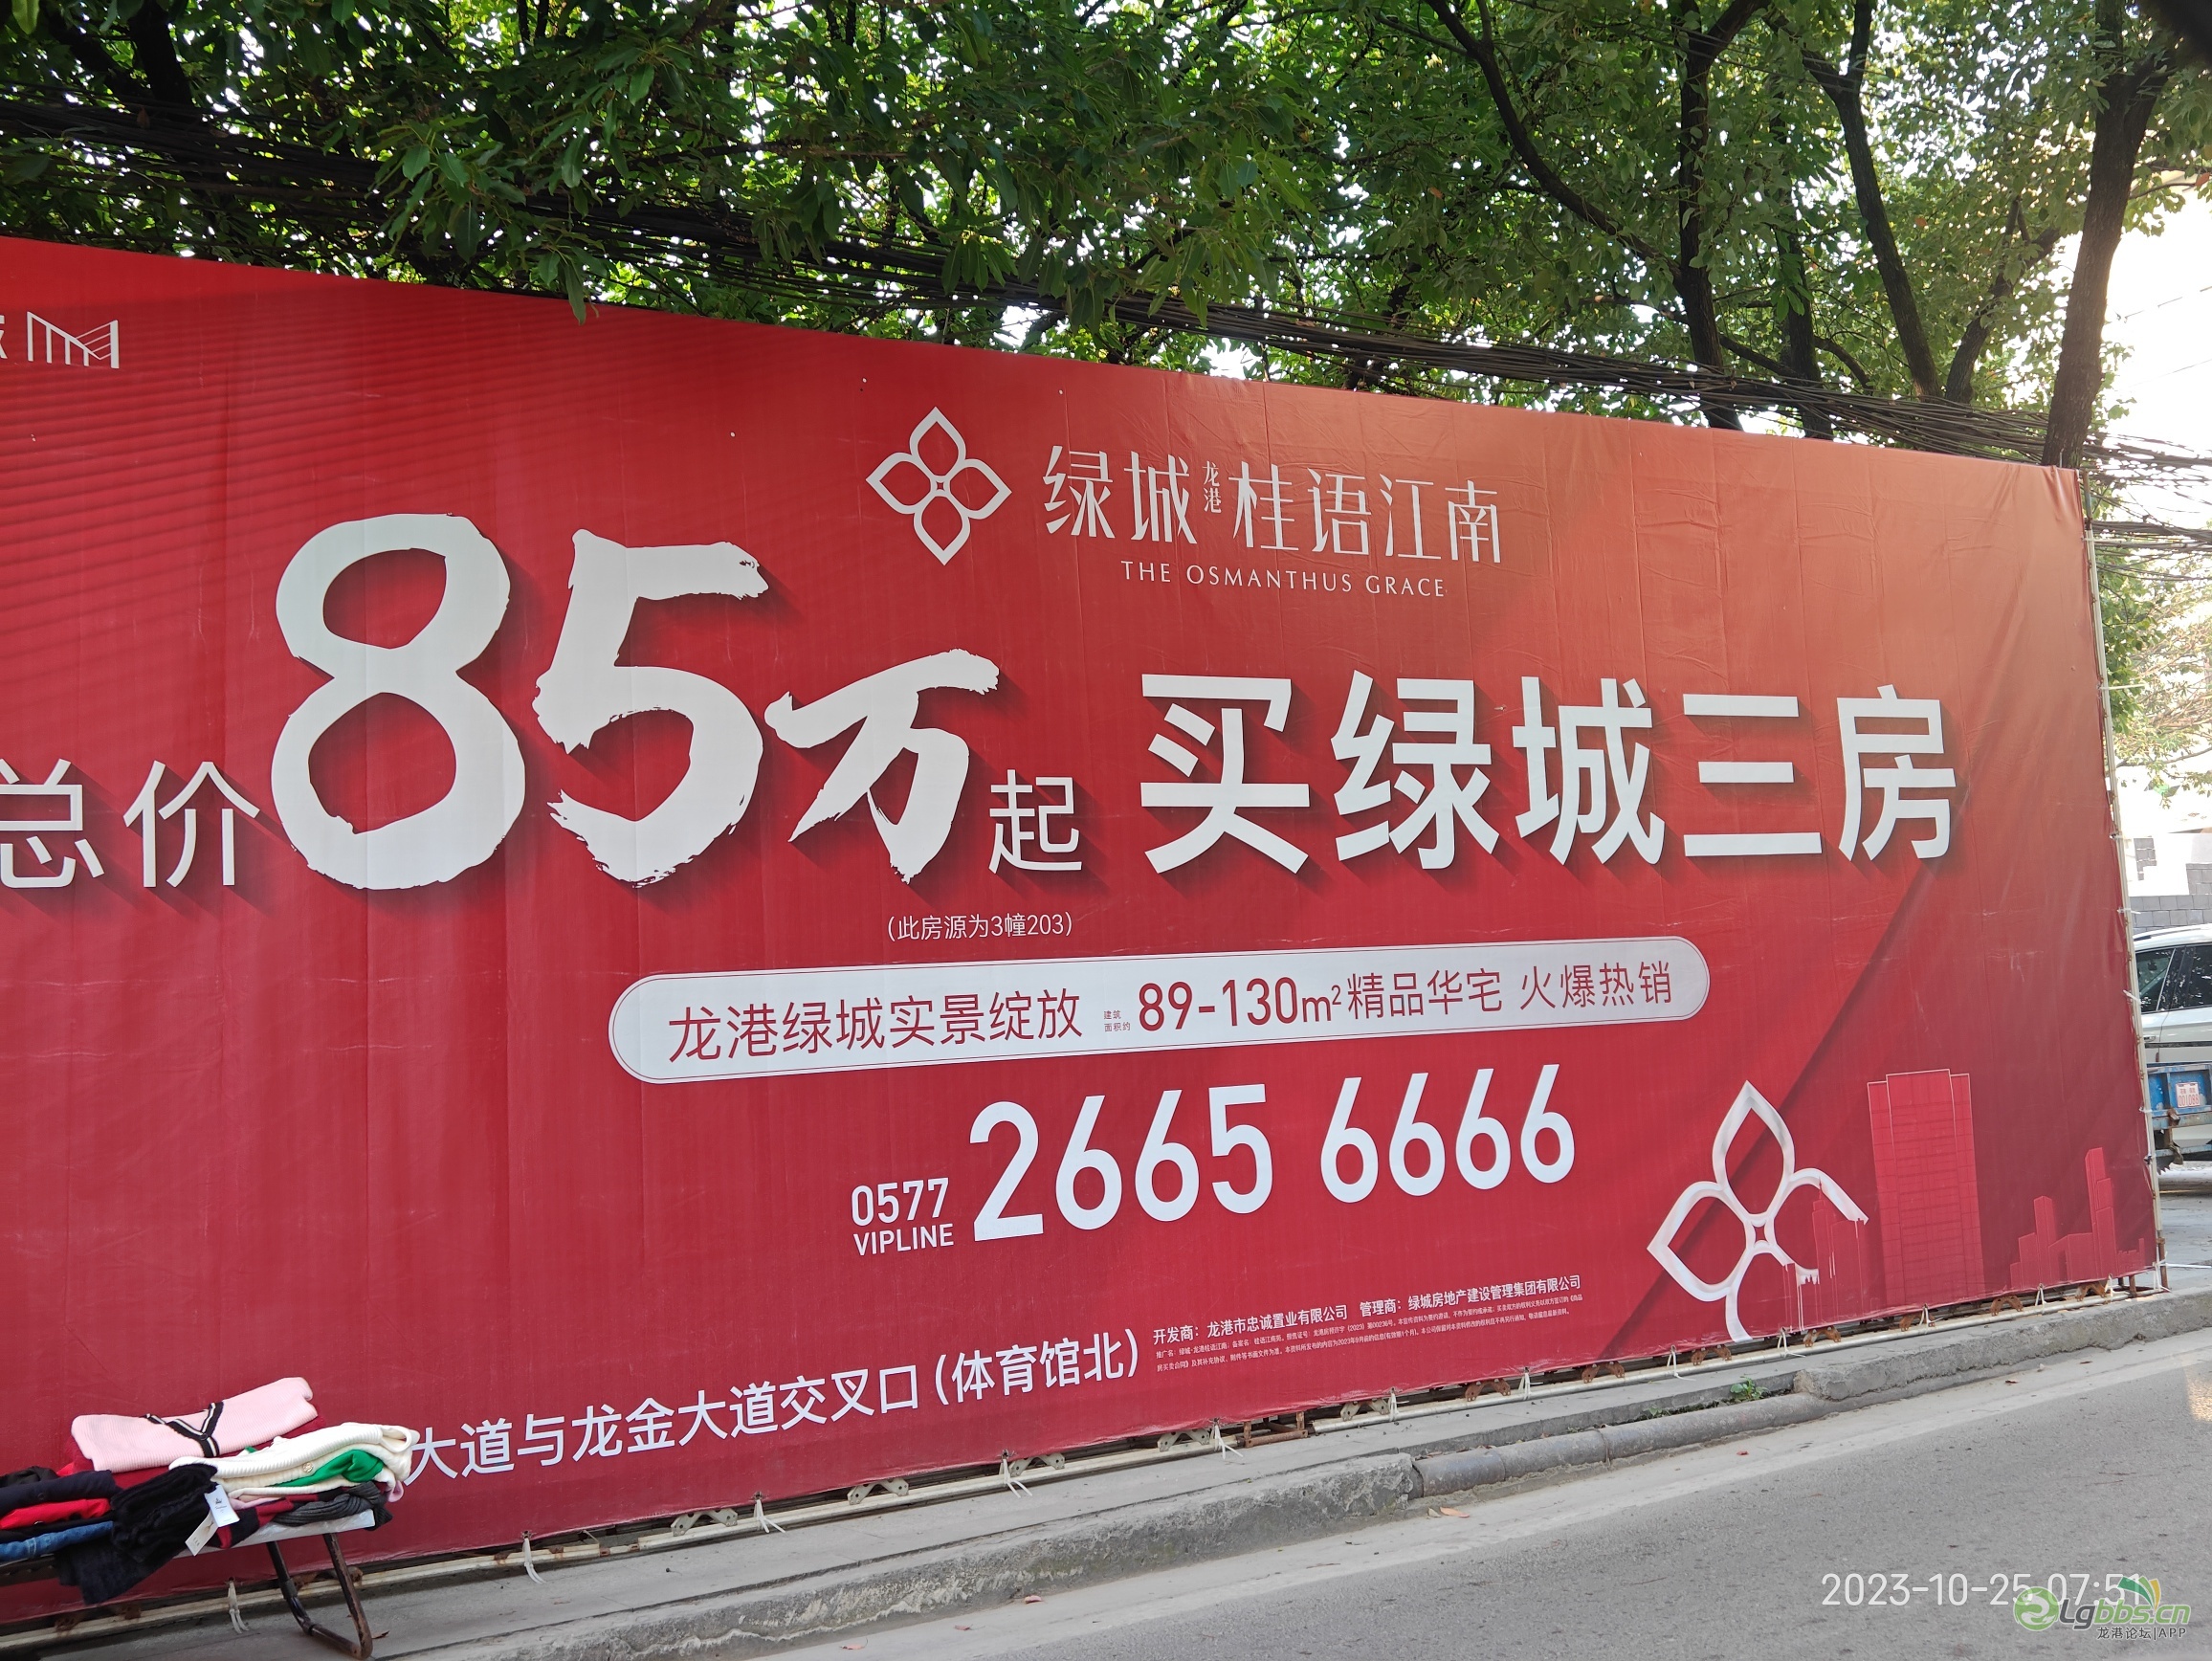 绿城 龙港 桂语江南
THE OSMANTHUS GRACE
总价85万起 买绿城三房
(此房源为3幢203)
龙港绿城实景绽放 建筑面积约 89-130m² 精品华宅 火爆热销
0577 VIPLINE 2665 6666
大道与龙金大道交叉口(体育馆北)
开发商：龙港市忠诚置业有限公司 管理商：绿城房地产建设管理集团有限公司
2023-10-25 07:51
Lgbbs.cn
龙港论坛|APP